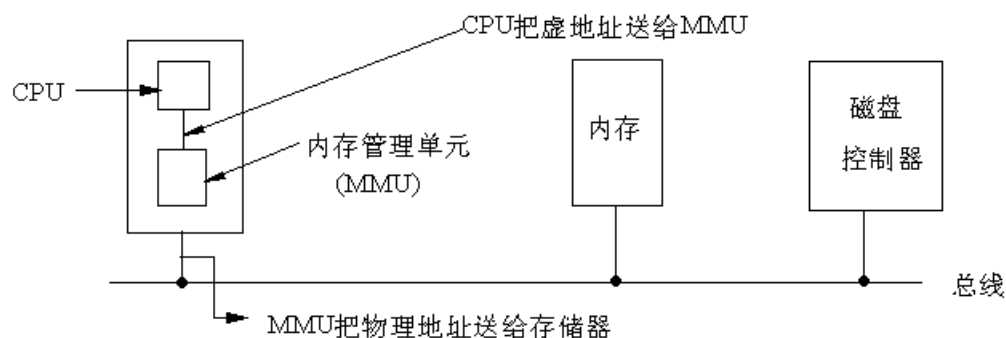 CPU把虚地址送给MMU
CPU
内存管理单元
(MMU)
内存
磁盘
控制器
总线
MMU把物理地址送给存储器